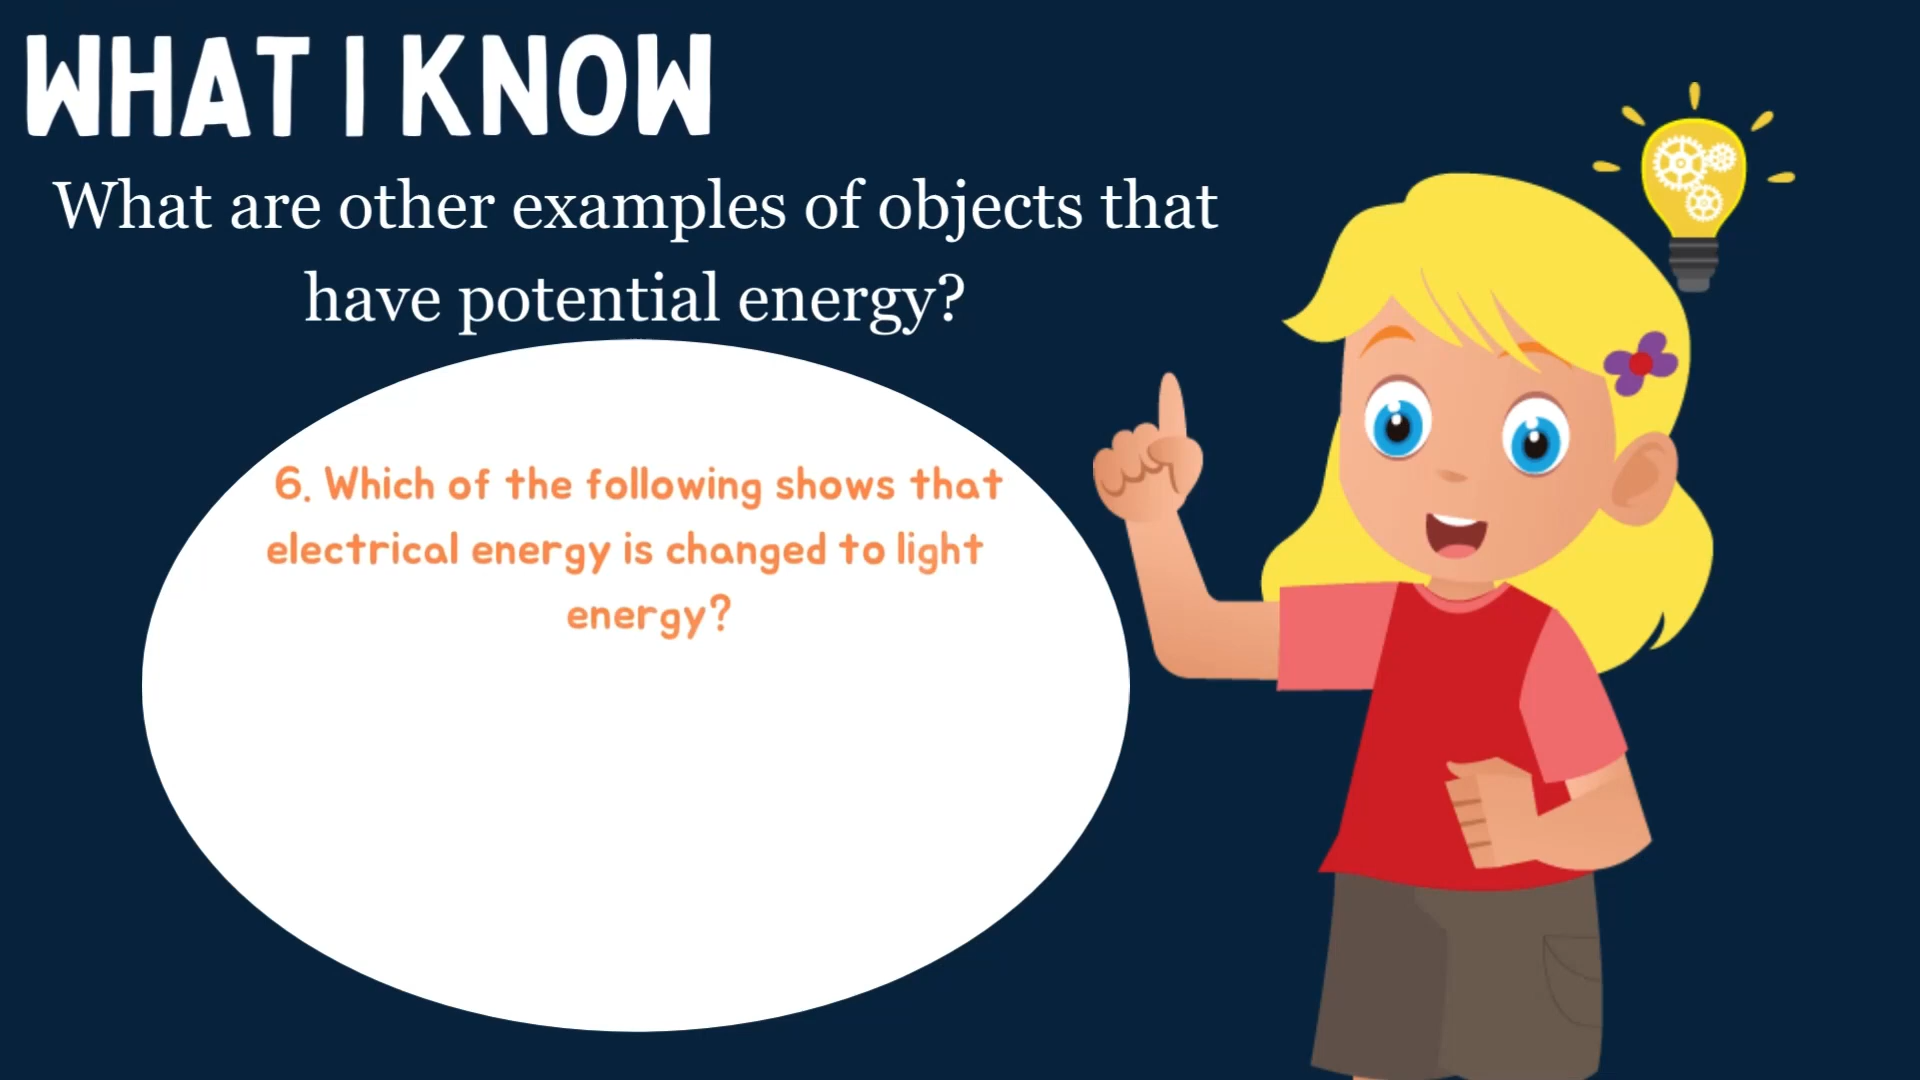 WHAT I KNOW
What are other examples of objects that
have potential energy?
6. Which of the following shows that
electrical energy is changed to light
energy?